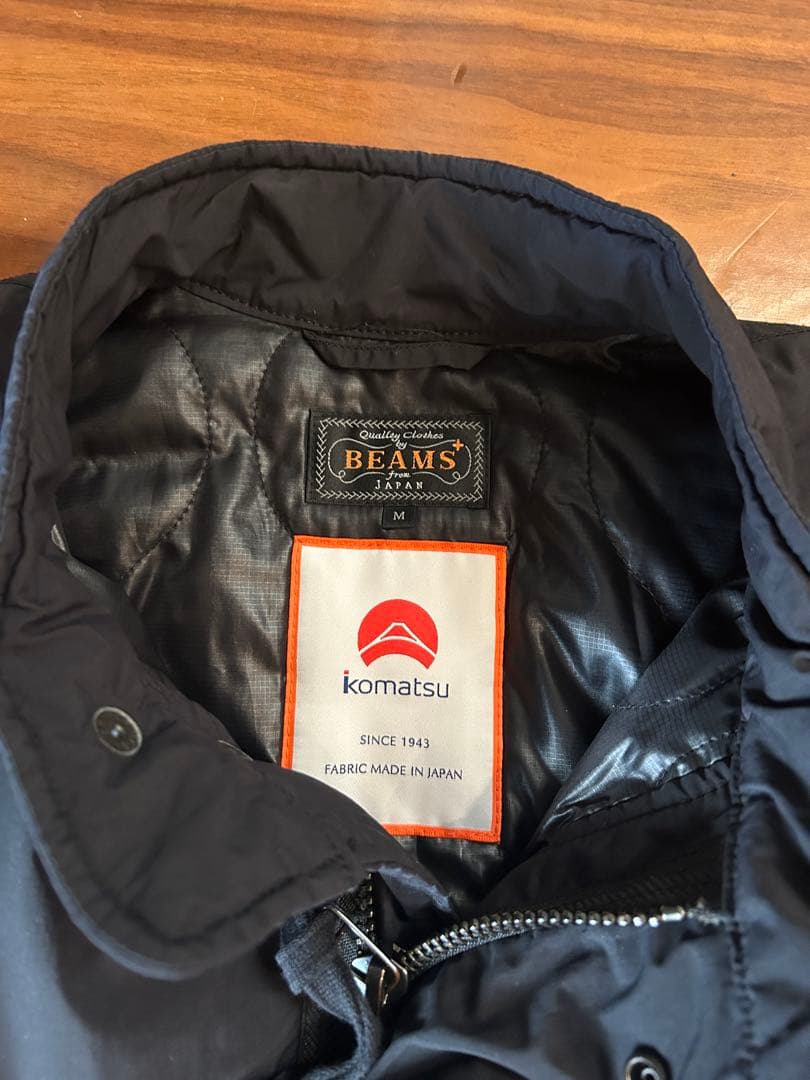 Quality Clothes
by
BEAMS+
from
JAPAN
M
komatsu
SINCE 1943
FABRIC MADE IN JAPAN